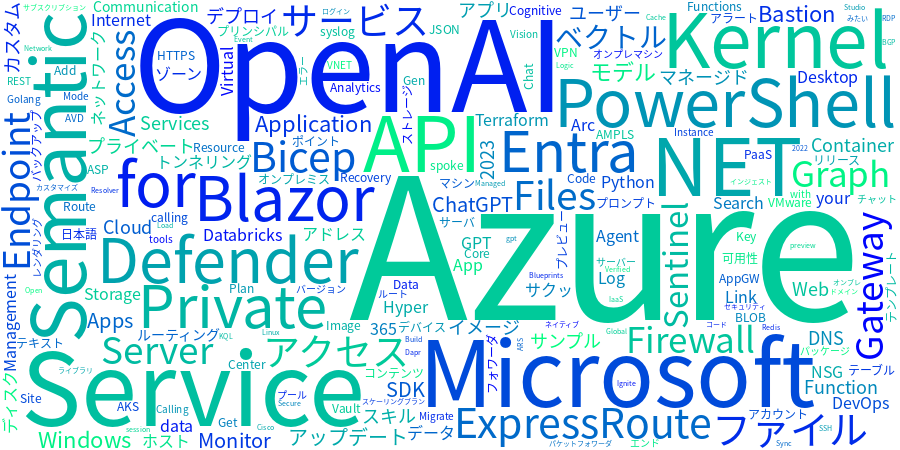 サブスクリプション
Communication
Internet
カスタム
REST
Network
Golang
Add
Mode
AVD
ASP
バックアップ
カスタマイズ
Resolver
Route
日本語
レンダリング
Endpoint
Semantic
ネットワーク
Access
デプロイ
プリンシパル
HTTPS
ゾーン
Virtual
サービス
ログイン
syslog
Event
エラー
VNET
Analytics
OpenAI
JSON
アプリ
Cognitive
Vision
VPN
Logic
Chat
Gen
ストレージ
ベクトル
ユーザー
オンプレマシン
モデル
Functions
アラート
Cache
Kernel
Bastion
Studio
みたい
RDP
BGP
マネージド
Desktop
PowerShell
Services
プライベート
Resource
トンネリング
Application
ポイント
Bicep
オンプレミス
Recovery
API
spoke
マシン
Managed
Terraform
2023
Arc
AMPLS
Entra
Code
Python
Instance
NET
2022
PaaS
Container
リリース
インジェスト
Graph
for
Blazor
Cloud
calling
Load
tools
Databricks
アドレス
ChatGPT
サーバ
Files
プロンプト
Search
VMware
with
your
チャット
Azure
Defender
GPT
gpt
Core
App
プレビュー
サーバー
Verified
Agent
Log
Blueprints
IaaS
Sentinel
Key
preview
可用性
AppGW
Link
BLOB
セキュリティ
Web
オンプレ
ドメイン
テンプレート
Gateway
Management
Open
Storage
Apps
Private
Plan
バージョン
Data
ルート
Hyper
テキスト
ルーティング
KQL
Linux
Image
365
デバイス
イメージ
サクッ
サンプル
Global
Firewall
コード
Redis
DNS
パッケージ
Server
Center
アクセス
ネイティブ
Build
Dapr
ARS
フォワーダ
Microsoft
NSG
テーブル
Function
DevOps
ライブラリ
Service
ディスク
Site
AKS
Calling
data
Get
プール
Secure
コンテンツ
スケーリングプラン
SDK
Vault
スキル
Migrate
Ignite
アカウント
Windows
session
ホスト
Cisco
Monitor
アップデート
データ
ExpressRoute
パケットフォワーダ
エンド
ファイル
Sync
SSH